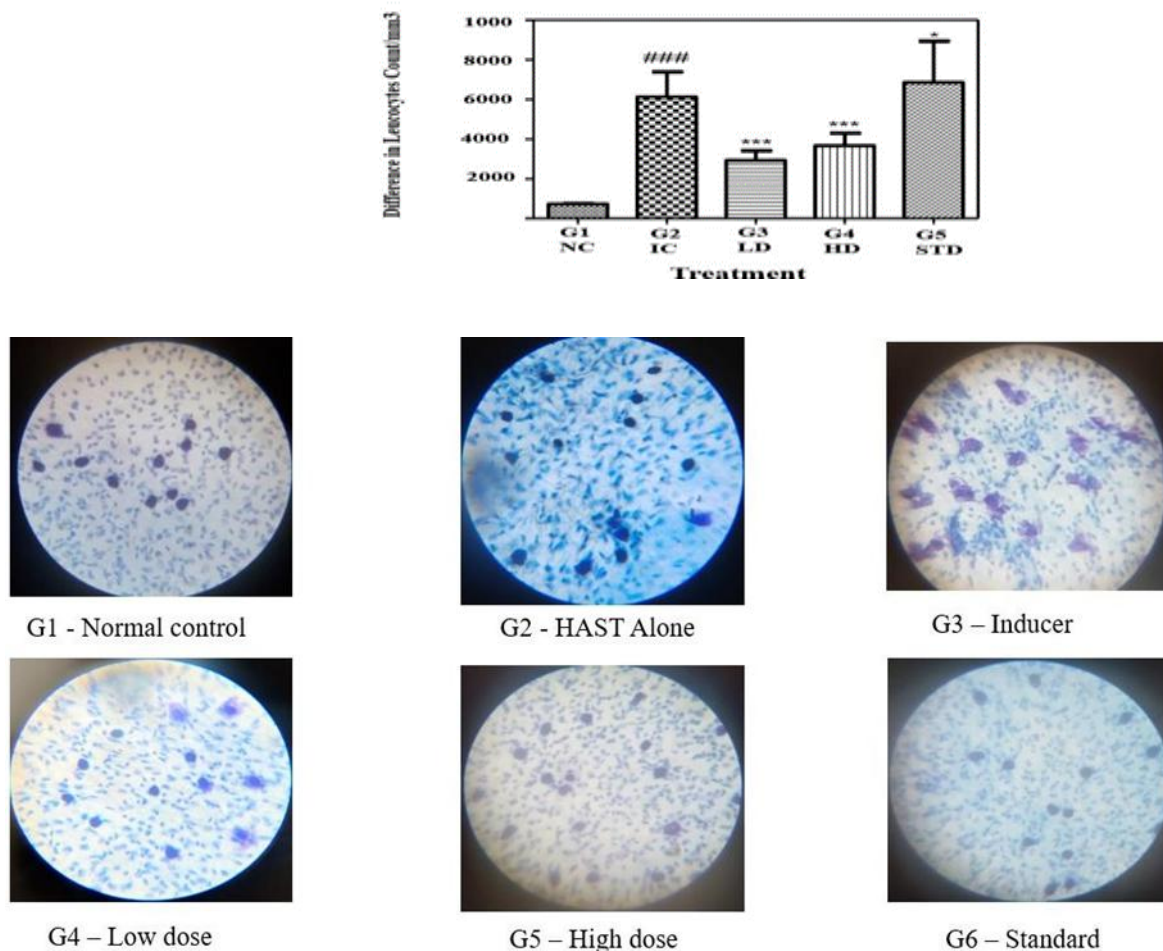 Difference in Leucocytes Count/mm3
1000
8000
6000
4000
2000
###
***
***
*
G1 G2 G3 G4 G5
NC IC LD HD STD
Treatment
G1 - Normal control
G2 - HAST Alone
G3 – Inducer
G4 – Low dose
G5 – High dose
G6 – Standard